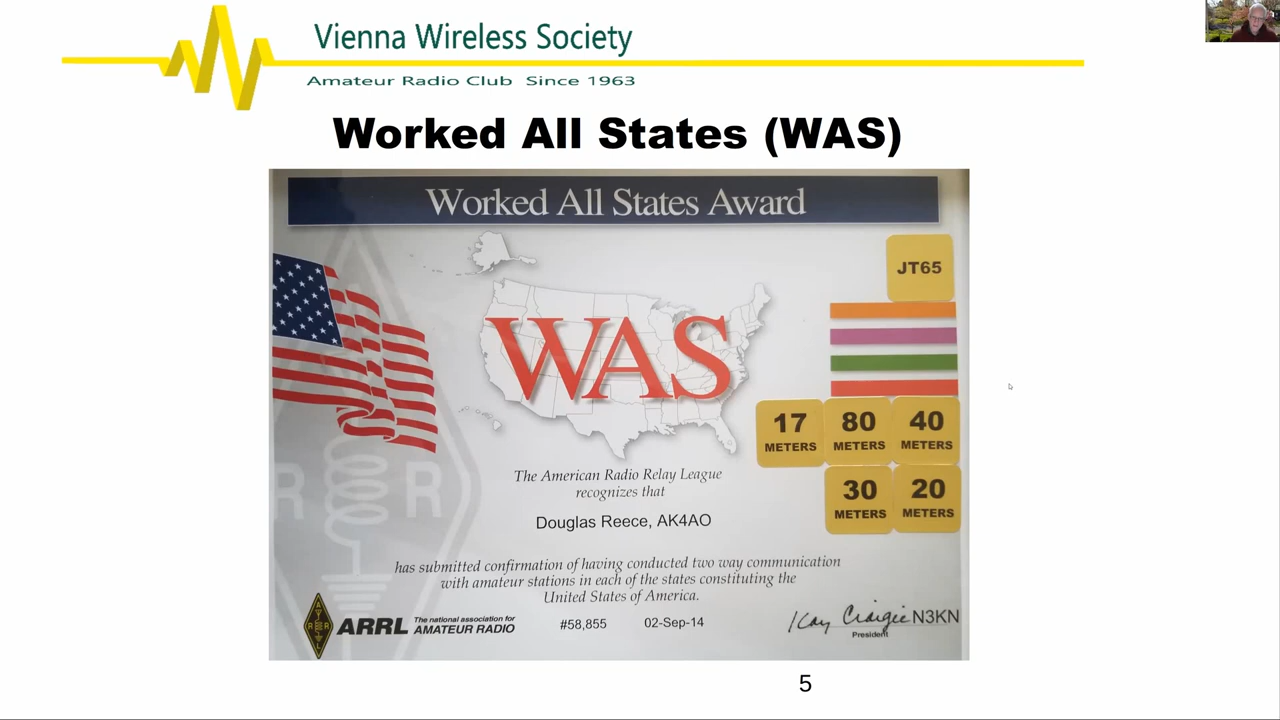 Vienna Wireless Society
Amateur Radio Club Since 1963
Worked All States (WAS)
Worked All States Award
JT65
WAS
17 METERS
80 METERS
40 METERS
30 METERS
20 METERS
The American Radio Relay League
recognizes that
Douglas Reece, AK4AO
has submitted confirmation of having conducted two way communication
with amateur stations in each of the states constituting the
United States of America.
R R
A R R L
ARRL
The national association for
AMATEUR RADIO
#58,855
02-Sep-14
Kay Craigie N3KN
President
5